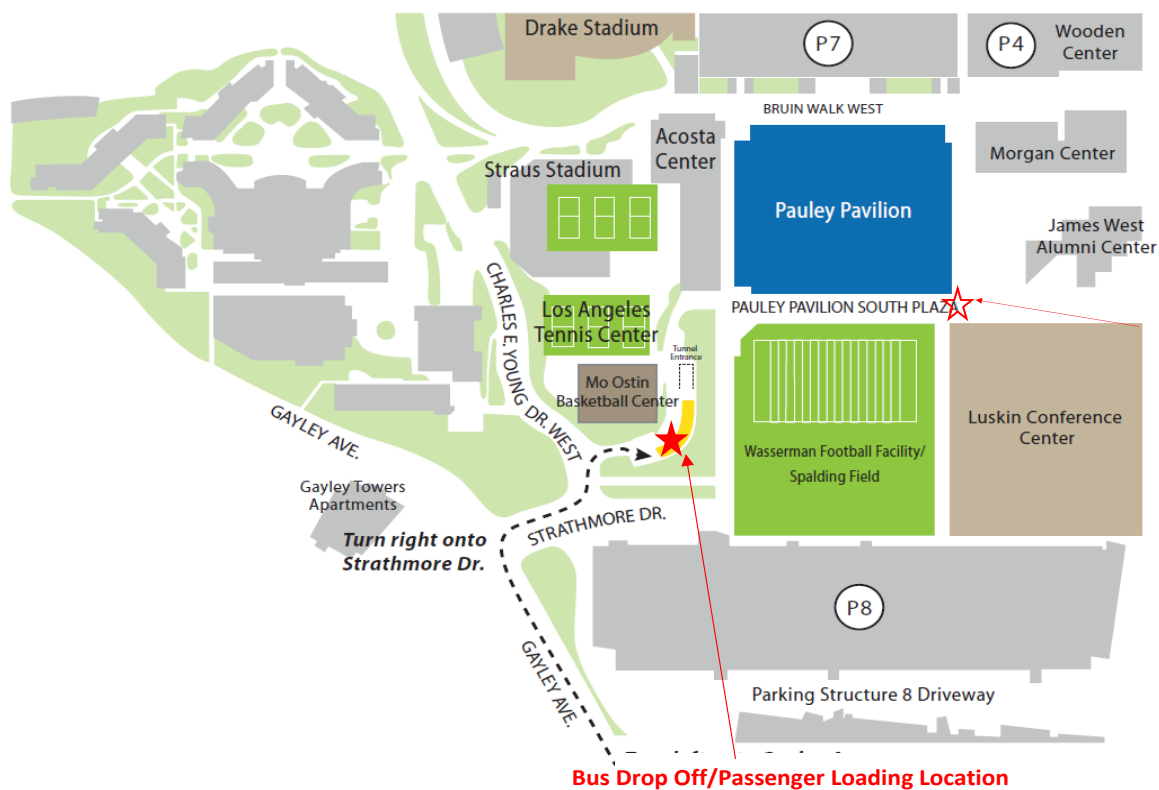 Drake Stadium
P7
P4
Wooden
Center
BRUIN WALK WEST
Acosta
Center
Morgan Center
Straus Stadium
Pauley Pavilion
James West
Alumni Center
CHARLES E. YOUNG DR. WEST
PAULEY PAVILION SOUTH PLAZA
Los Angeles
Tennis Center
Tunnel
Entrance
Mo Ostin
Basketball Center
GAYLEY AVE.
Luskin Conference
Center
Wasserman Football Facility/
Spalding Field
Gayley Towers
Apartments
STRATHMORE DR.
Turn right onto
Strathmore Dr.
P8
GAYLEY AVE.
Parking Structure 8 Driveway
Bus Drop Off/Passenger Loading Location